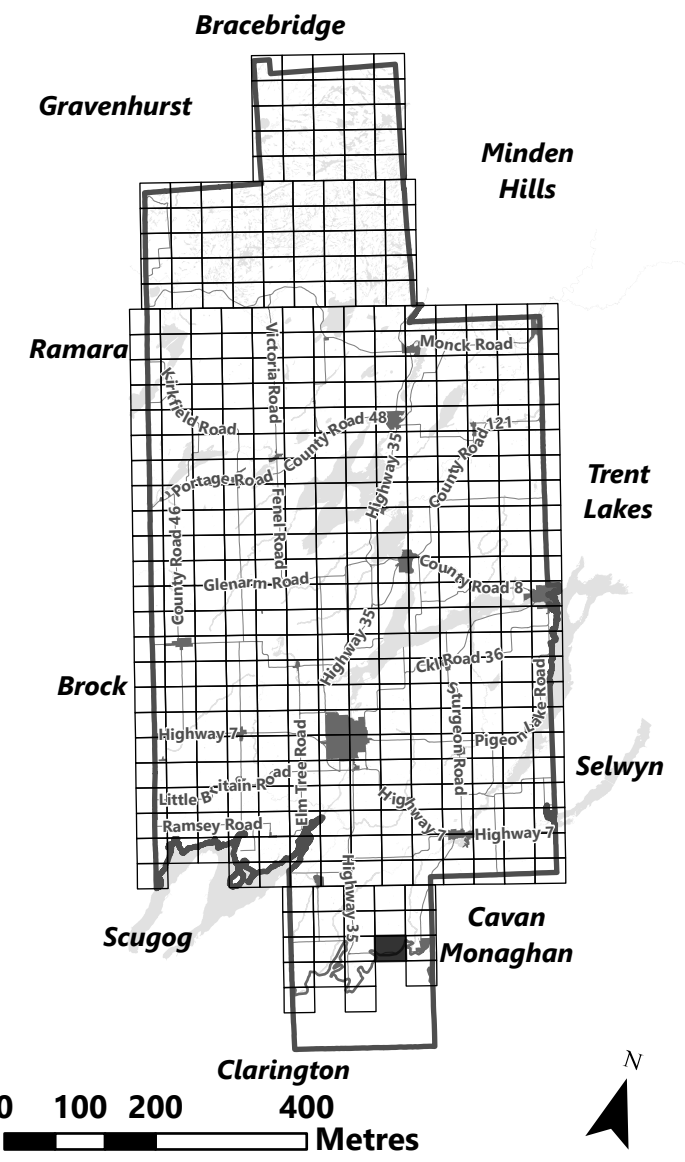 Bracebridge
Gravenhurst
Minden
Hills
Ramara
Victoria Road
Monck Road
Kirkfield Road
County Road 48
Highway 35
County Road 121
Portage Road
Trent
Lakes
County Road 46
Fenel Road
County Road 8
Glenarm Road
Highway 35
Ckl Road 36
Brock
Sturgeon Road
Pigeon Lake Road
Highway 7
Elm Tree Road
Selwyn
Little Britain Road
Highway 7
Ramsey Road
Highway 7
Highway 35
Scugog
Cavan
Monaghan
Clarington
N
0 100 200 400
Metres